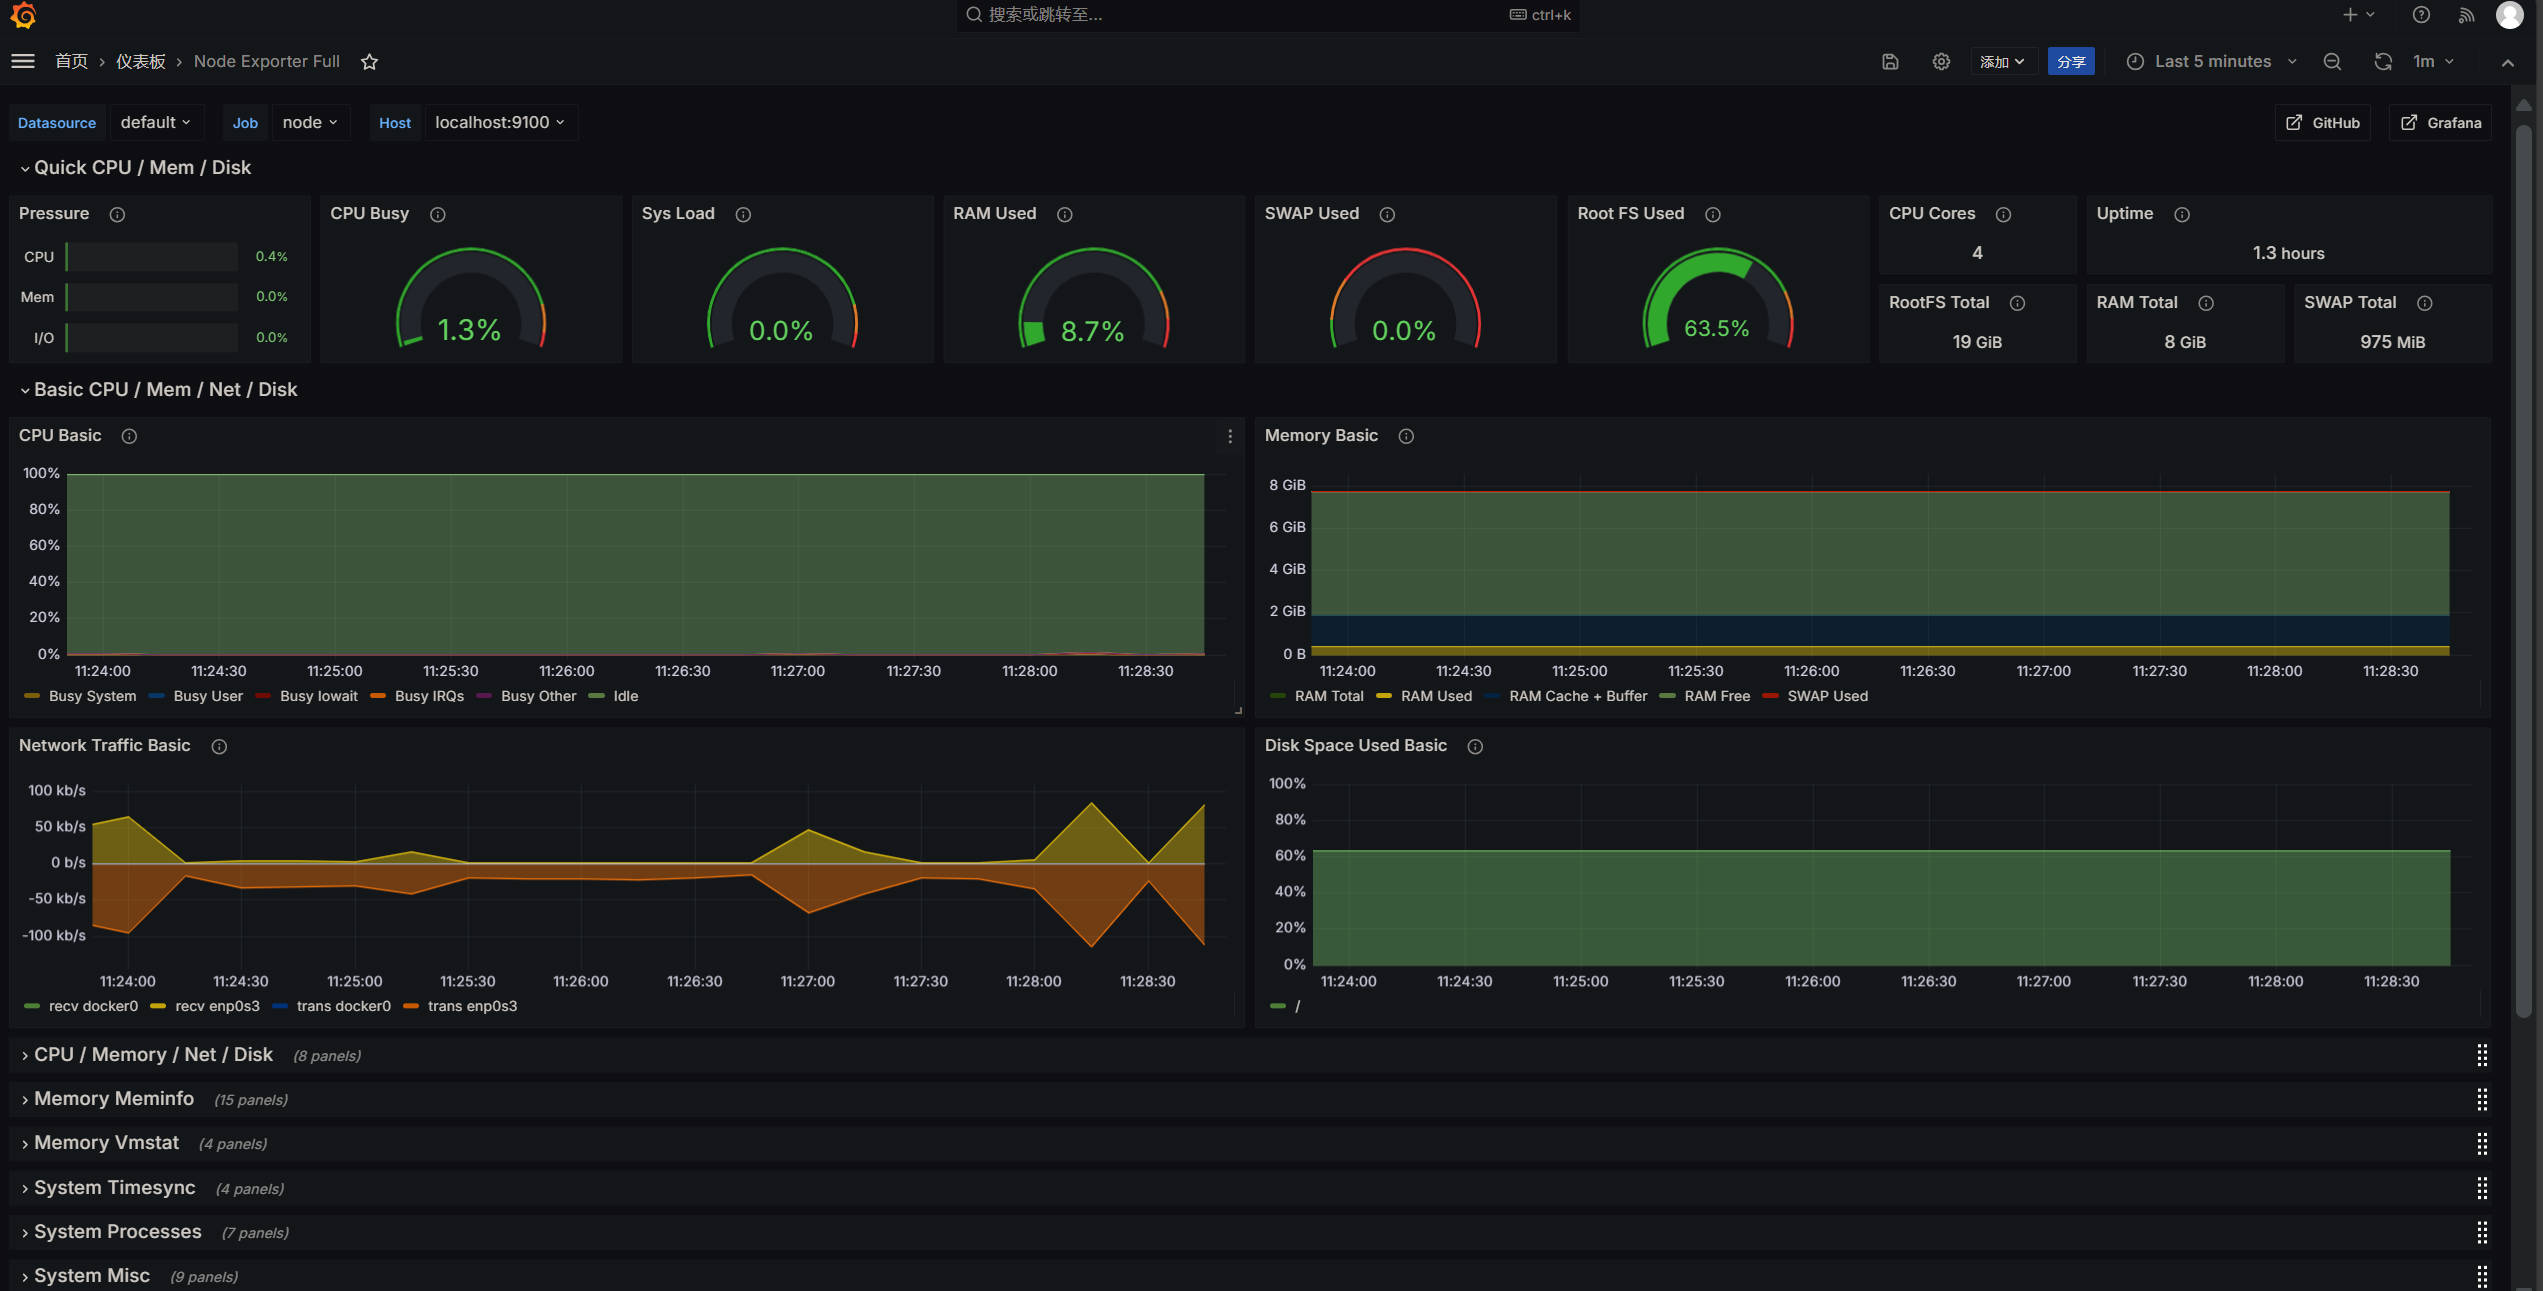 搜索或跳转至... ctrl+k
首页 › 仪表板 › Node Exporter Full 添加 分享 Last 5 minutes 1m
Datasource default Job node Host localhost:9100 GitHub Grafana
Quick CPU / Mem / Disk
Pressure
CPU 0.4%
Mem 0.0%
I/O 0.0%
CPU Busy
1.3%
Sys Load
0.0%
RAM Used
8.7%
SWAP Used
0.0%
Root FS Used
63.5%
CPU Cores
4
Uptime
1.3 hours
RootFS Total
19 GiB
RAM Total
8 GiB
SWAP Total
975 MiB
Basic CPU / Mem / Net / Disk
CPU Basic
100%
80%
60%
40%
20%
0%
11:24:00 11:24:30 11:25:00 11:25:30 11:26:00 11:26:30 11:27:00 11:27:30 11:28:00 11:28:30
Busy System Busy User Busy Iowait Busy IRQs Busy Other Idle
Memory Basic
8 GiB
6 GiB
4 GiB
2 GiB
0 B
11:24:00 11:24:30 11:25:00 11:25:30 11:26:00 11:26:30 11:27:00 11:27:30 11:28:00 11:28:30
RAM Total RAM Used RAM Cache + Buffer RAM Free SWAP Used
Network Traffic Basic
100 kb/s
50 kb/s
0 b/s
-50 kb/s
-100 kb/s
11:24:00 11:24:30 11:25:00 11:25:30 11:26:00 11:26:30 11:27:00 11:27:30 11:28:00 11:28:30
recv docker0 recv enp0s3 trans docker0 trans enp0s3
Disk Space Used Basic
100%
80%
60%
40%
20%
0%
11:24:00 11:24:30 11:25:00 11:25:30 11:26:00 11:26:30 11:27:00 11:27:30 11:28:00 11:28:30
/
CPU / Memory / Net / Disk (8 panels)
Memory Meminfo (15 panels)
Memory Vmstat (4 panels)
System Timesync (4 panels)
System Processes (7 panels)
System Misc (9 panels)